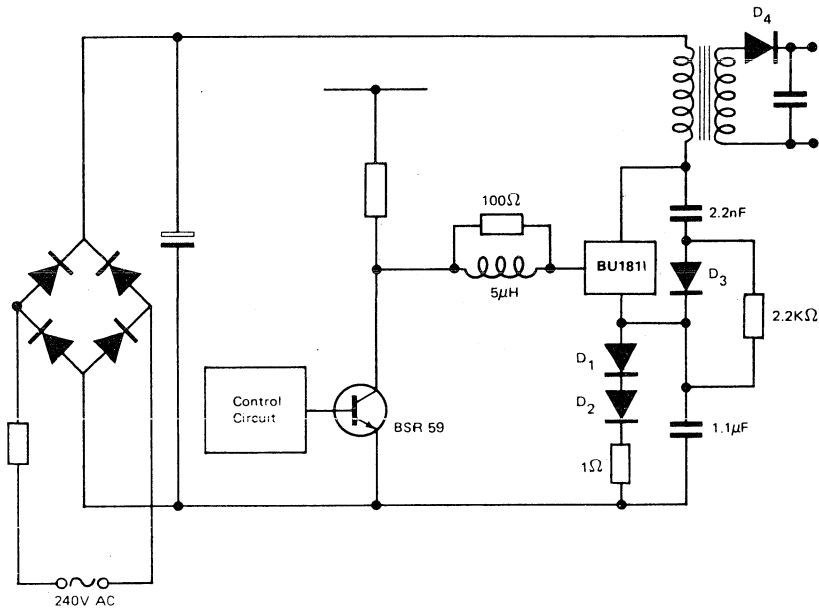 D4
100Ω
2.2nF
BU181I
5μH
D3
2.2KΩ
D1
Control
Circuit
D2
BSR 59
1.1μF
1Ω
240V AC